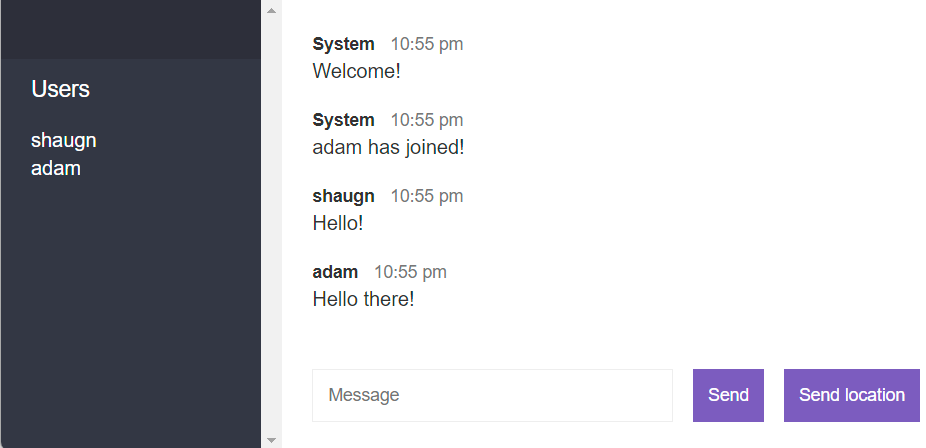 Users
shaugn
adam
System 10:55 pm
Welcome!
System 10:55 pm
adam has joined!
shaugn 10:55 pm
Hello!
adam 10:55 pm
Hello there!
Message
Send
Send location